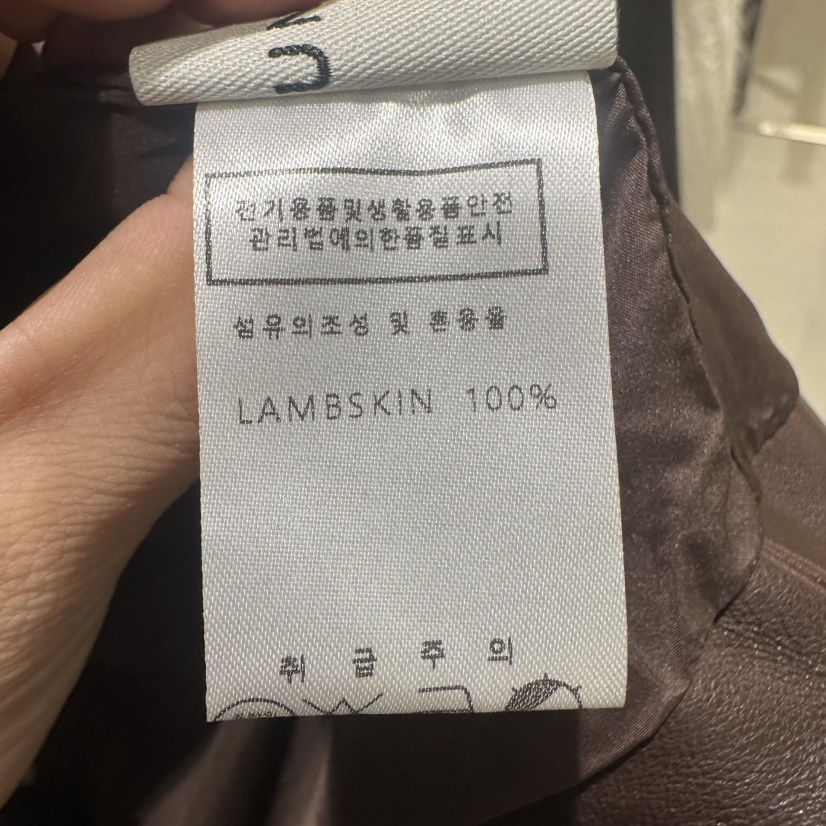 전기용품및생활용품안전
관리법에의한품질표시
섬유의조성 및 혼용율
LAMBSKIN 100%
취급주의